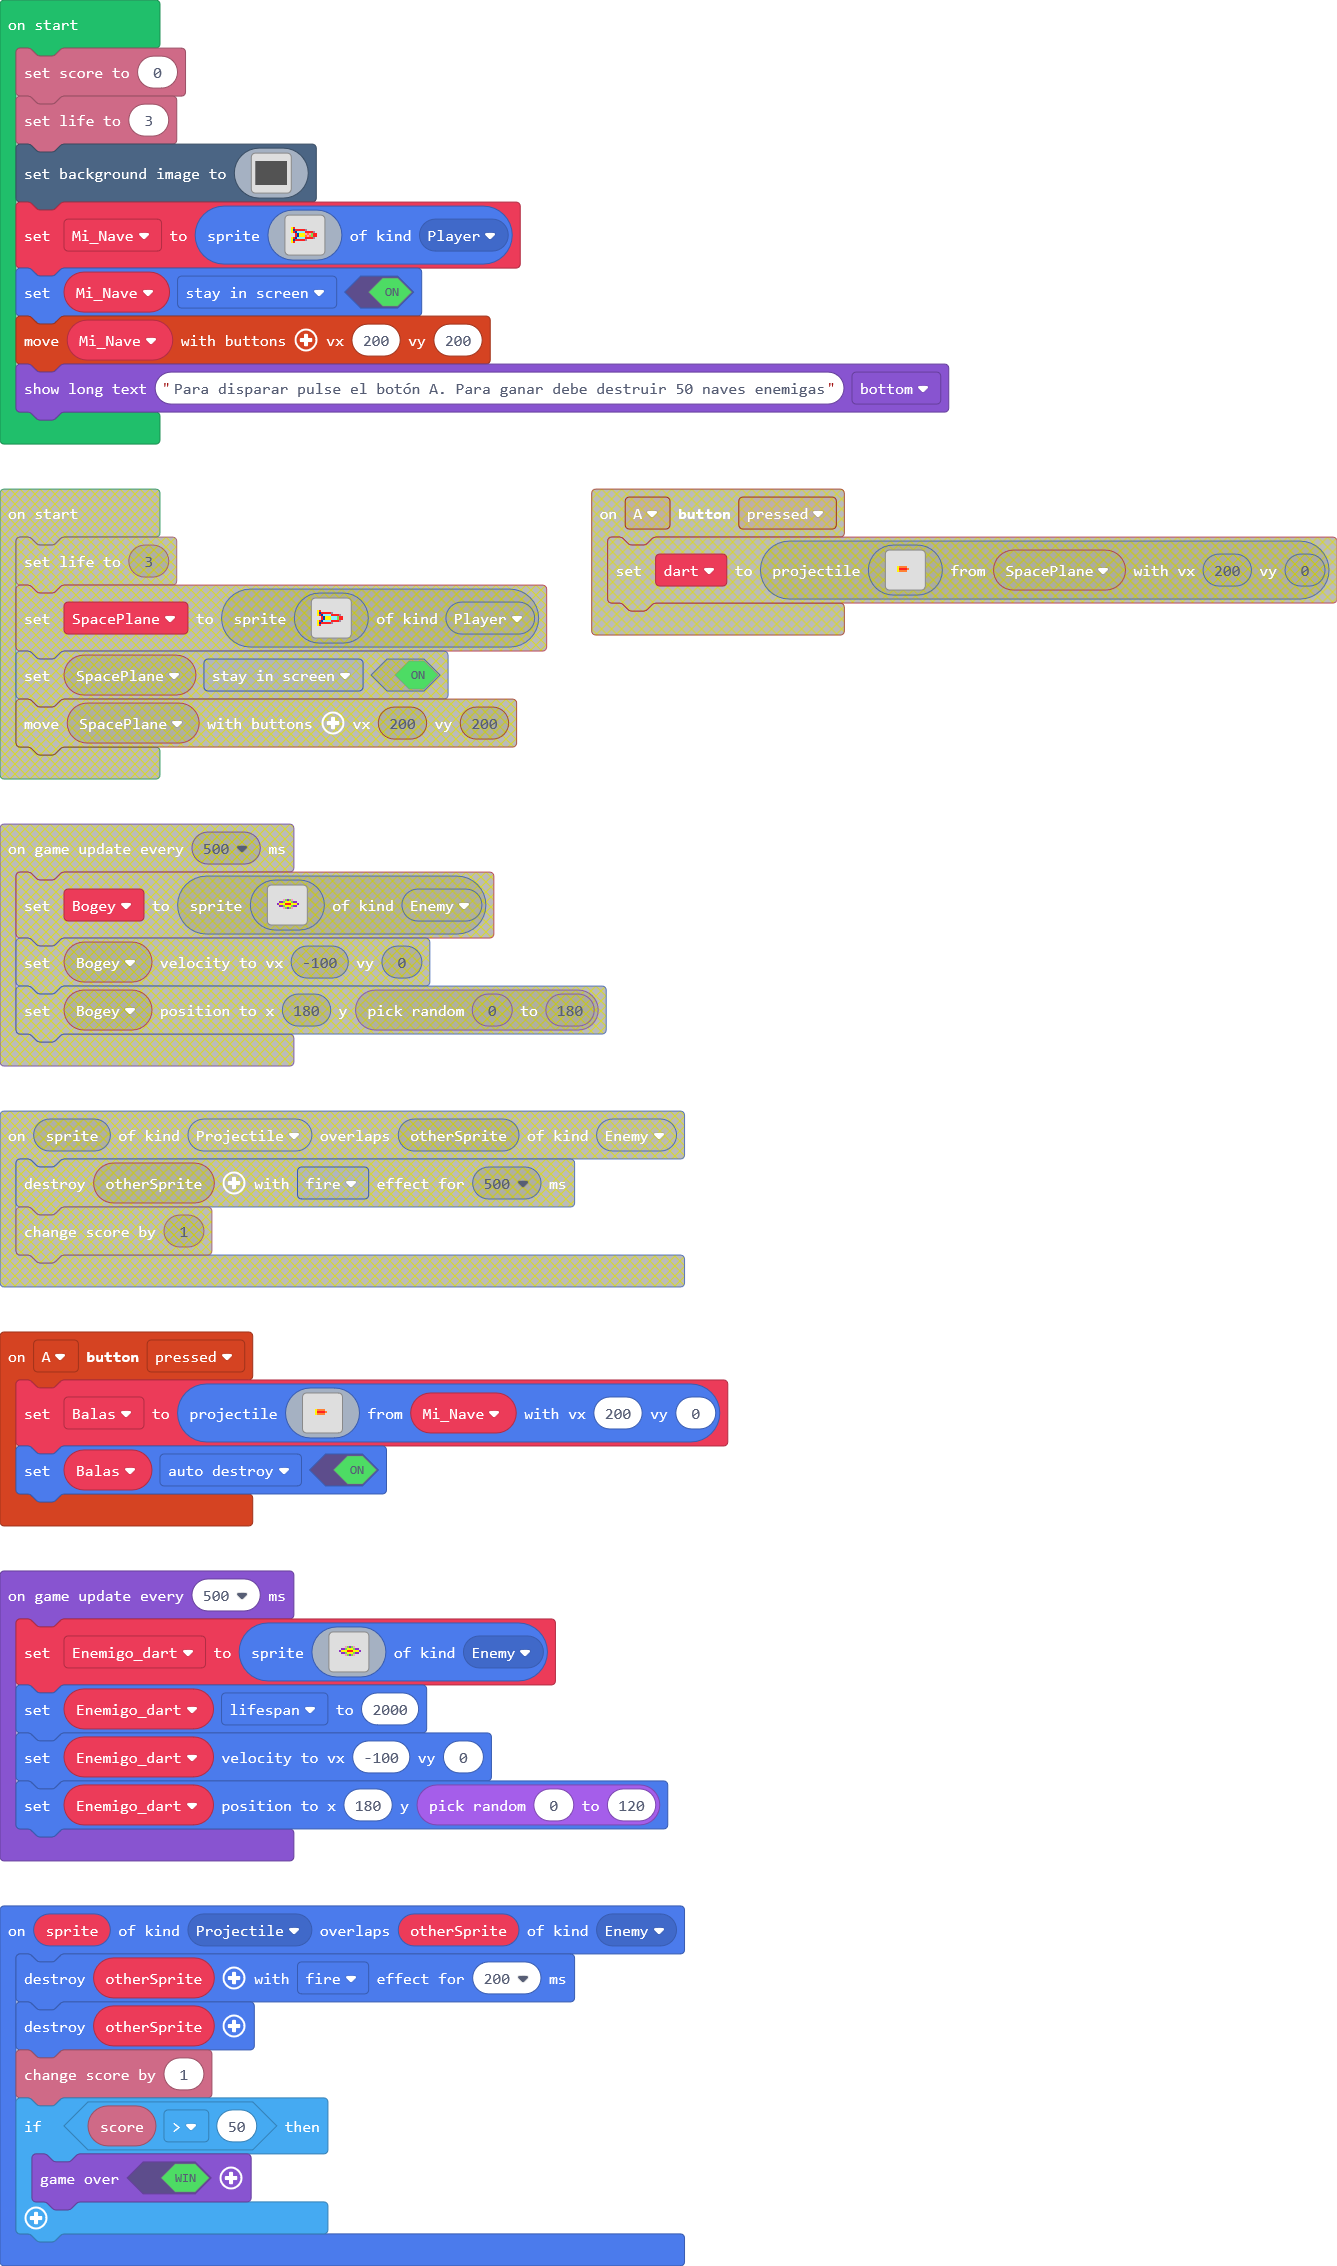 on start
set score to 0
set life to 3
set background image to
set Mi_Nave to sprite of kind Player
set Mi_Nave stay in screen ON
move Mi_Nave with buttons vx 200 vy 200
show long text "Para disparar pulse el botón A. Para ganar debe destruir 50 naves enemigas" bottom
on start
set life to 3
set SpacePlane to sprite of kind Player
set SpacePlane stay in screen ON
move SpacePlane with buttons vx 200 vy 200
on A button pressed
set dart to projectile from SpacePlane with vx 200 vy 0
on game update every 500 ms
set Bogey to sprite of kind Enemy
set Bogey velocity to vx -100 vy 0
set Bogey position to x 180 y pick random 0 to 180
on sprite of kind Projectile overlaps otherSprite of kind Enemy
destroy otherSprite with fire effect for 500 ms
change score by 1
on A button pressed
set Balas to projectile from Mi_Nave with vx 200 vy 0
set Balas auto destroy ON
on game update every 500 ms
set Enemigo_dart to sprite of kind Enemy
set Enemigo_dart lifespan to 2000
set Enemigo_dart velocity to vx -100 vy 0
set Enemigo_dart position to x 180 y pick random 0 to 120
on sprite of kind Projectile overlaps otherSprite of kind Enemy
destroy otherSprite with fire effect for 200 ms
destroy otherSprite
change score by 1
if score > 50 then
game over WIN